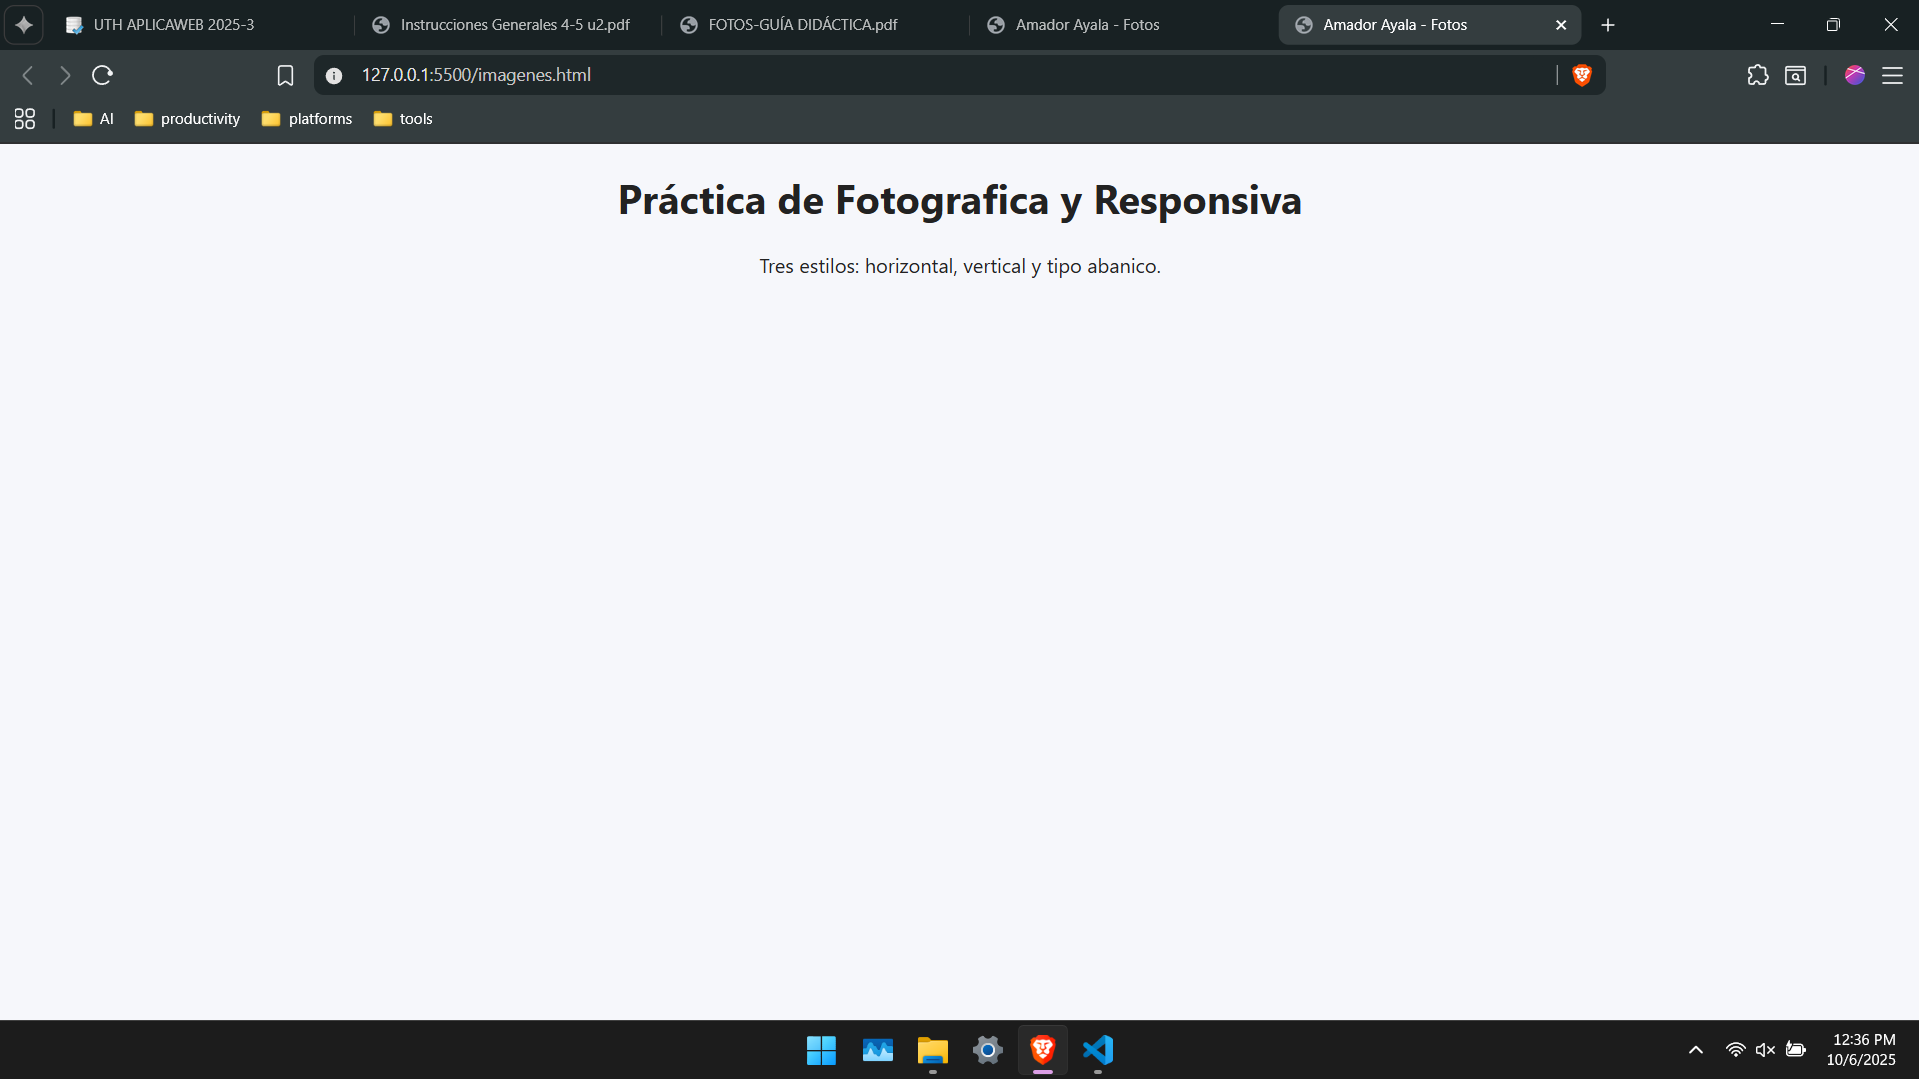 UTH APLICAWEB 2025-3
Instrucciones Generales 4-5 u2.pdf
FOTOS-GUÍA DIDÁCTICA.pdf
Amador Ayala - Fotos
Amador Ayala - Fotos
127.0.0.1:5500/imagenes.html
AI
productivity
platforms
tools
Práctica de Fotografica y Responsiva
Tres estilos: horizontal, vertical y tipo abanico.
12:36 PM
10/6/2025